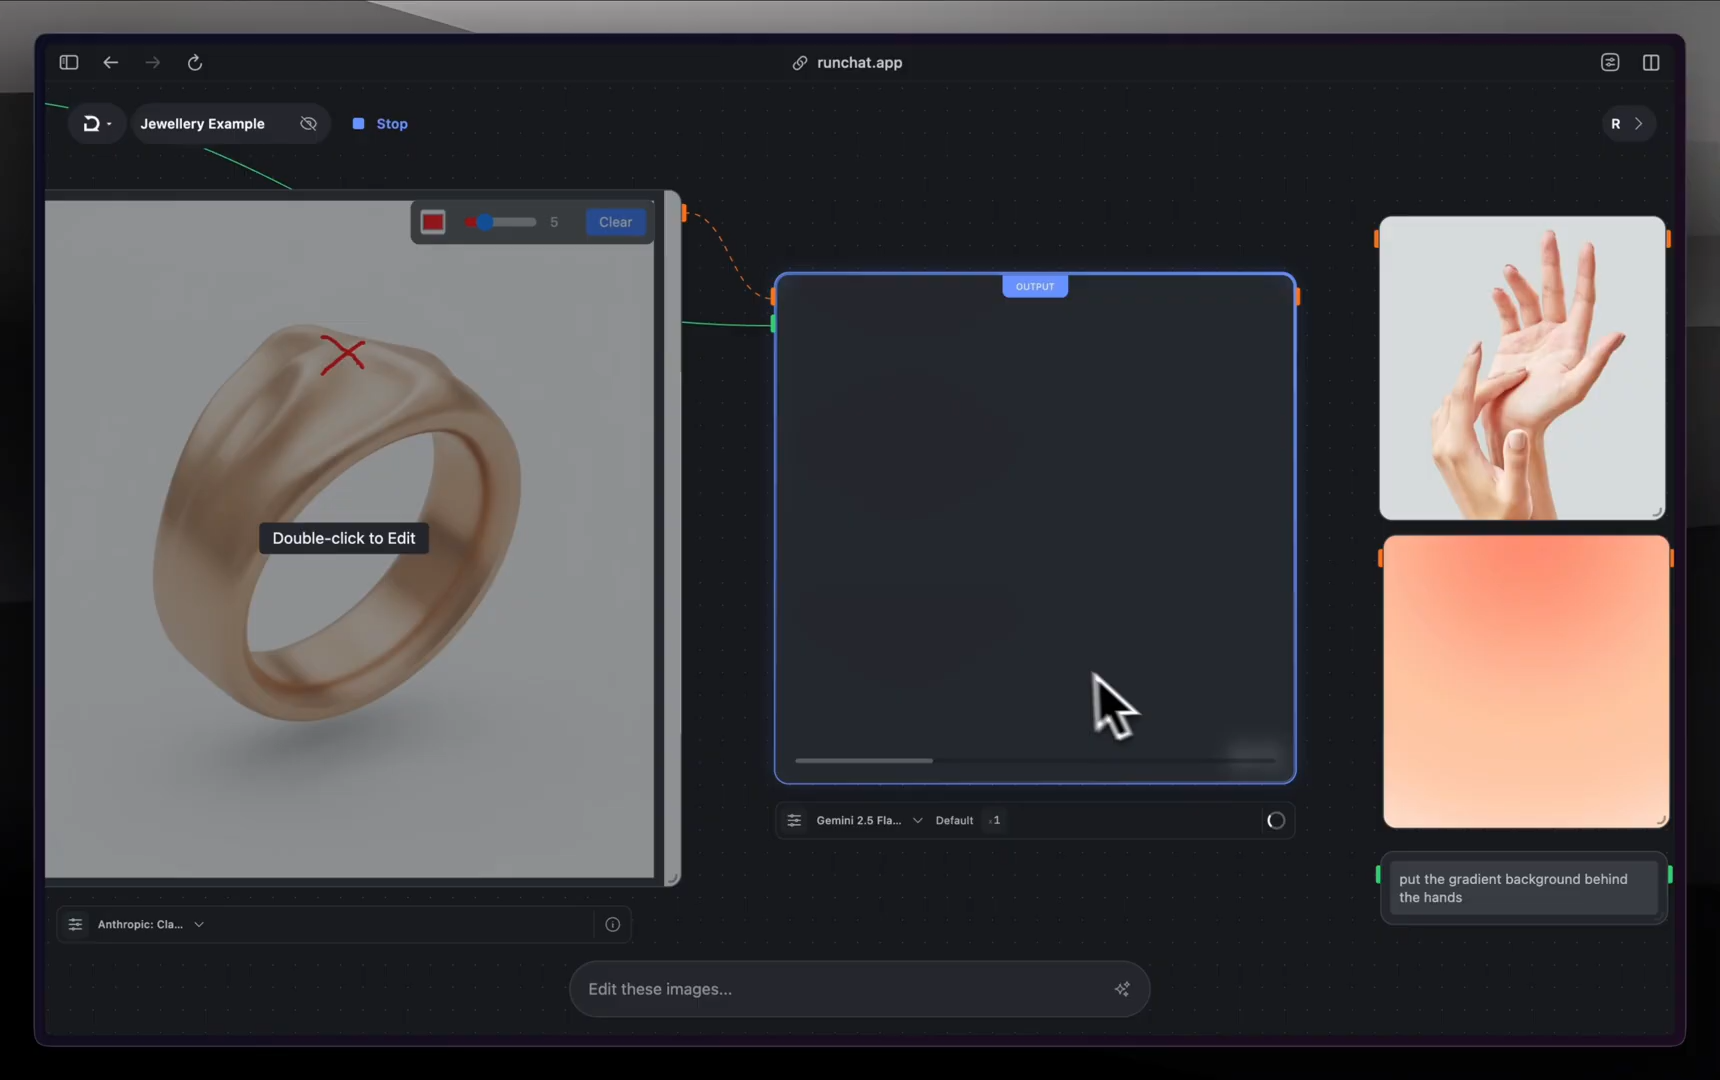 runchat.app
Jewellery Example
Stop
R
5
Clear
OUTPUT
Double-click to Edit
Gemini 2.5 Fla...
Default
1
put the gradient background behind
the hands
Anthropic: Cla...
Edit these images...